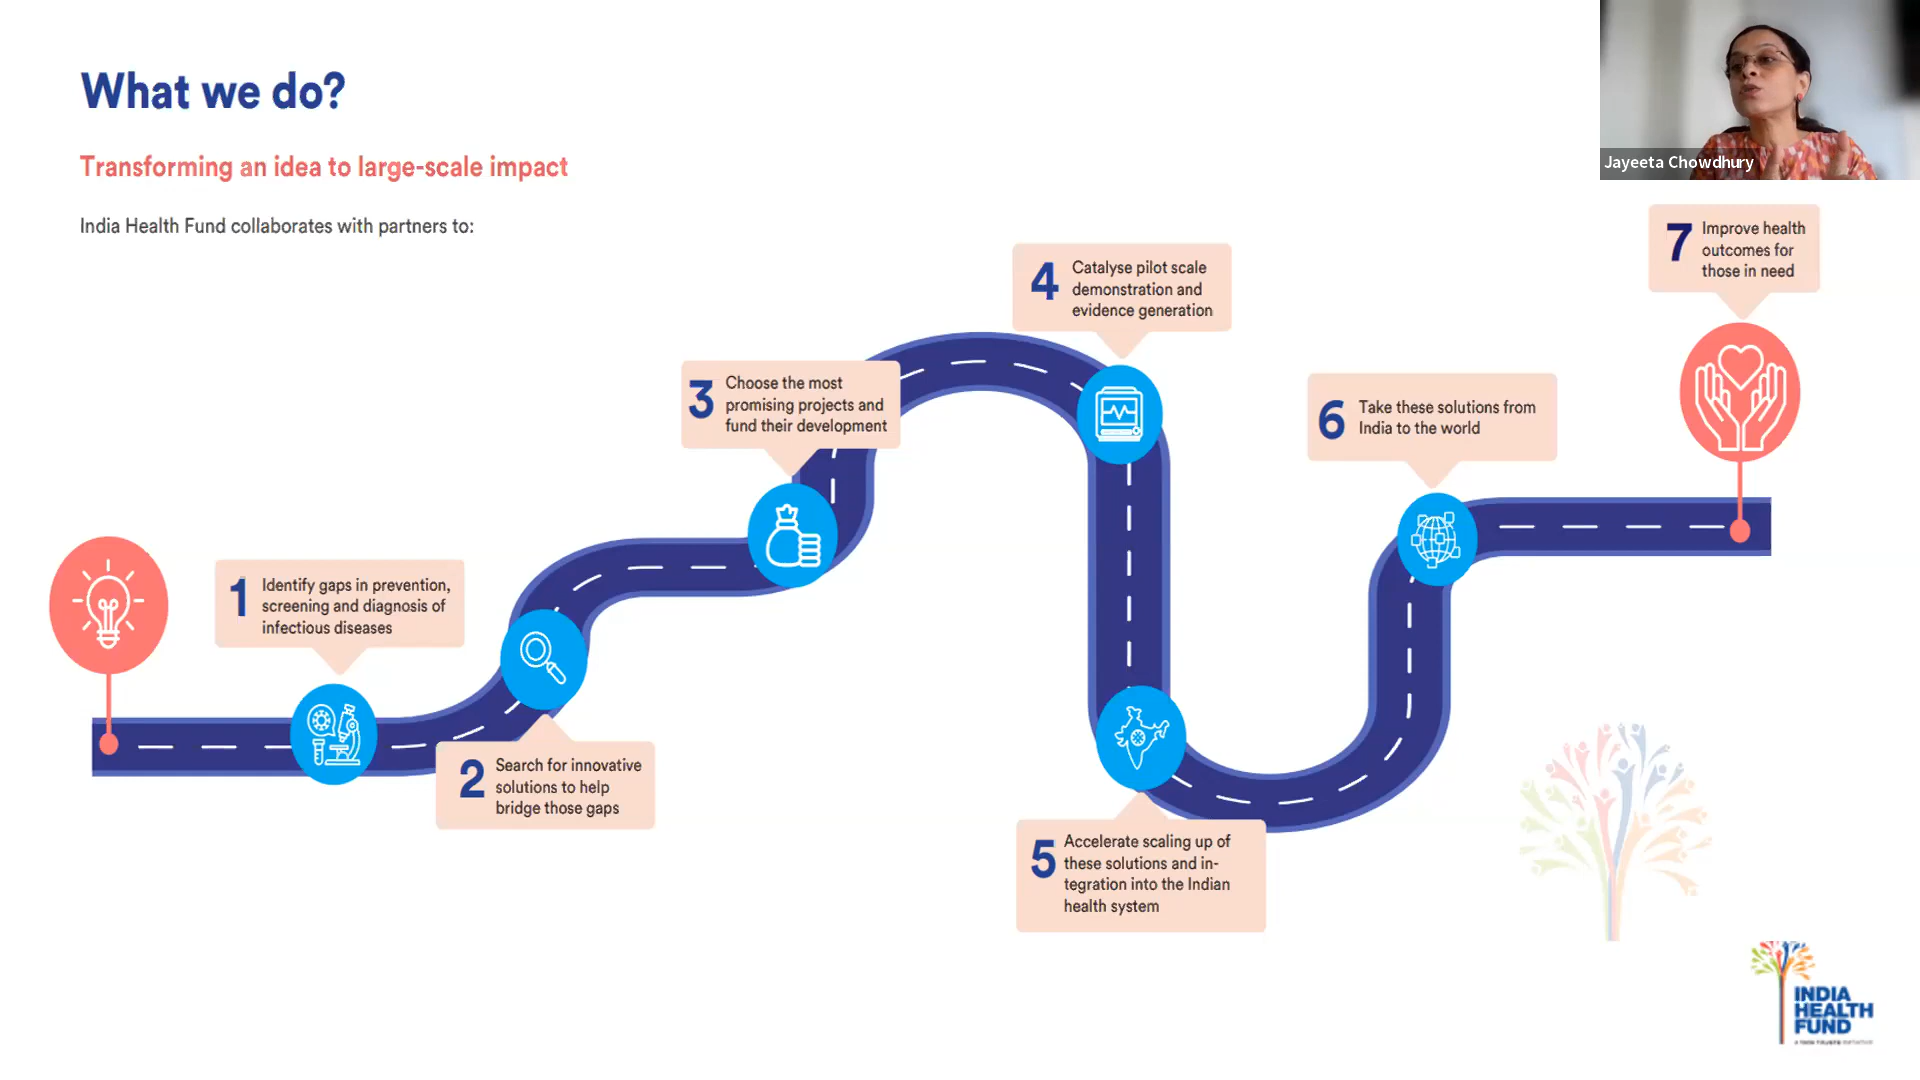 What we do?
Transforming an idea to large-scale impact
India Health Fund collaborates with partners to:
Jayeeta Chowdhury
1
Identify gaps in prevention,
screening and diagnosis of
infectious diseases
2
Search for innovative
solutions to help
bridge those gaps
3
Choose the most
promising projects and
fund their development
4
Catalyse pilot scale
demonstration and
evidence generation
5
Accelerate scaling up of
these solutions and in-
tegration into the Indian
health system
6
Take these solutions from
India to the world
7
Improve health
outcomes for
those in need
INDIA
HEALTH
FUND